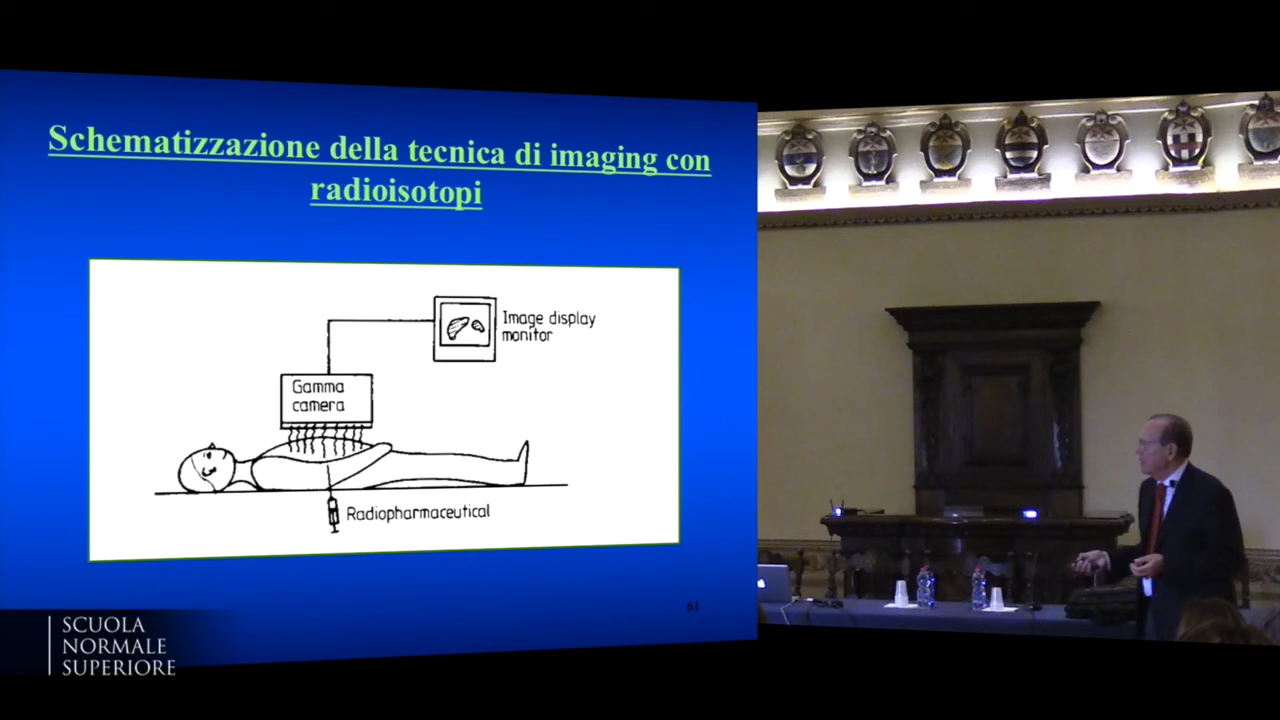 Schematizzazione della tecnica di imaging con
radioisotopi
Image display
monitor
Gamma
camera
Radiopharmaceutical
61
SCUOLA
NORMALE
SUPERIORE